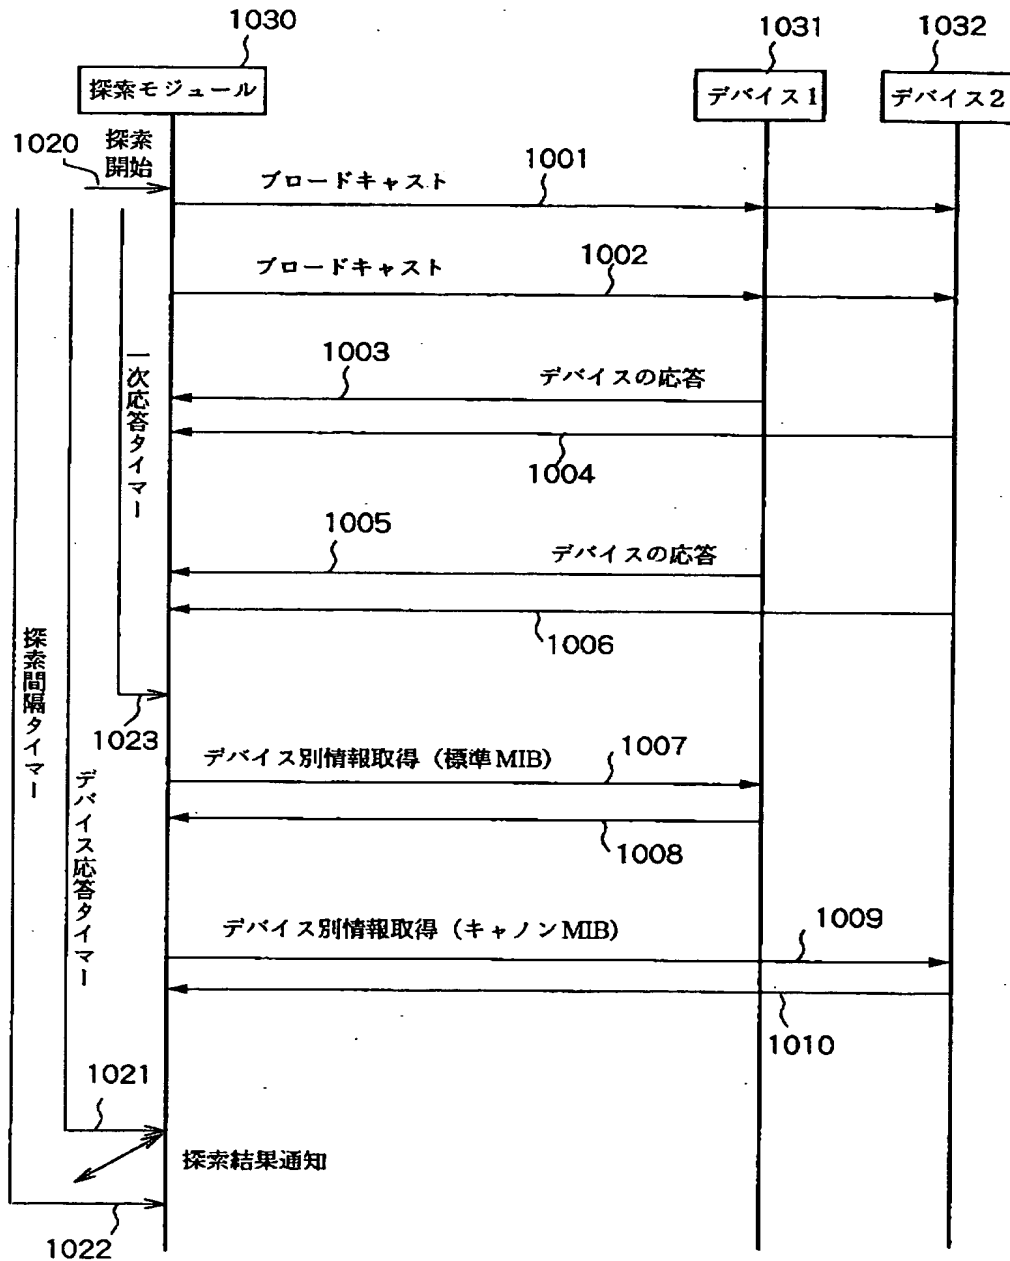 1030
1031
1032
探索モジュール
デバイス1
デバイス2
1020
探索
開始
ブロードキャスト
1001
ブロードキャスト
1002
一次応答タイマー
1003
デバイスの応答
1004
1005
デバイスの応答
1006
探索間隔タイマー
1023
デバイス別情報取得（標準MIB）
1007
デバイス応答タイマー
1008
デバイス別情報取得（キャノンMIB）
1009
1010
1021
探索結果通知
1022